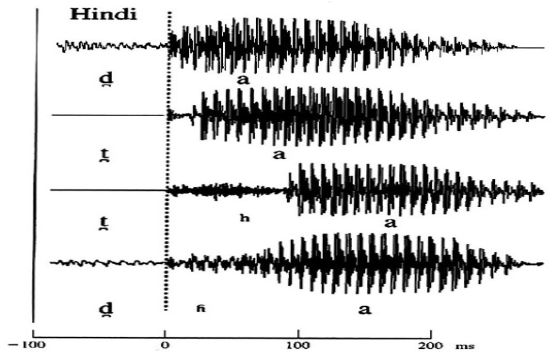 Hindi
d̪ a
t̪ a
t̪ h a
d̪ ɦ a
−100 0 100 200 ms